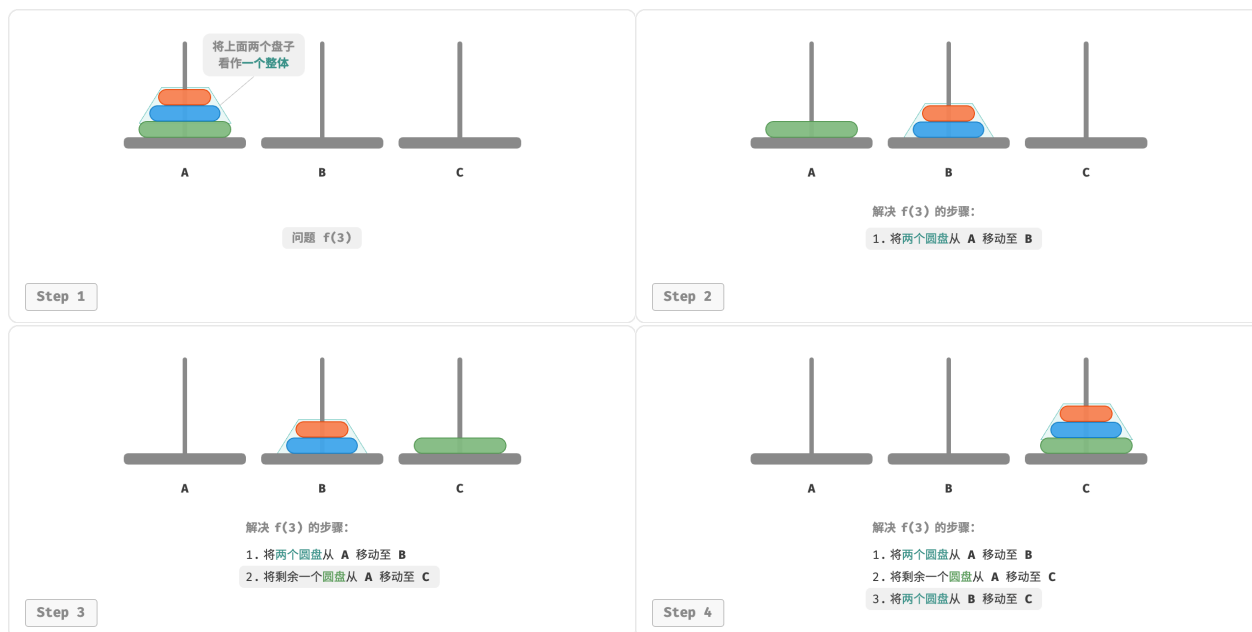 将上面两个盘子
看作一个整体
A
B
C
问题 f(3)
Step 1
A
B
C
解决 f(3) 的步骤：
1. 将两个圆盘从 A 移动至 B
Step 2
A
B
C
解决 f(3) 的步骤：
1. 将两个圆盘从 A 移动至 B
2. 将剩余一个圆盘从 A 移动至 C
Step 3
A
B
C
解决 f(3) 的步骤：
1. 将两个圆盘从 A 移动至 B
2. 将剩余一个圆盘从 A 移动至 C
3. 将两个圆盘从 B 移动至 C
Step 4